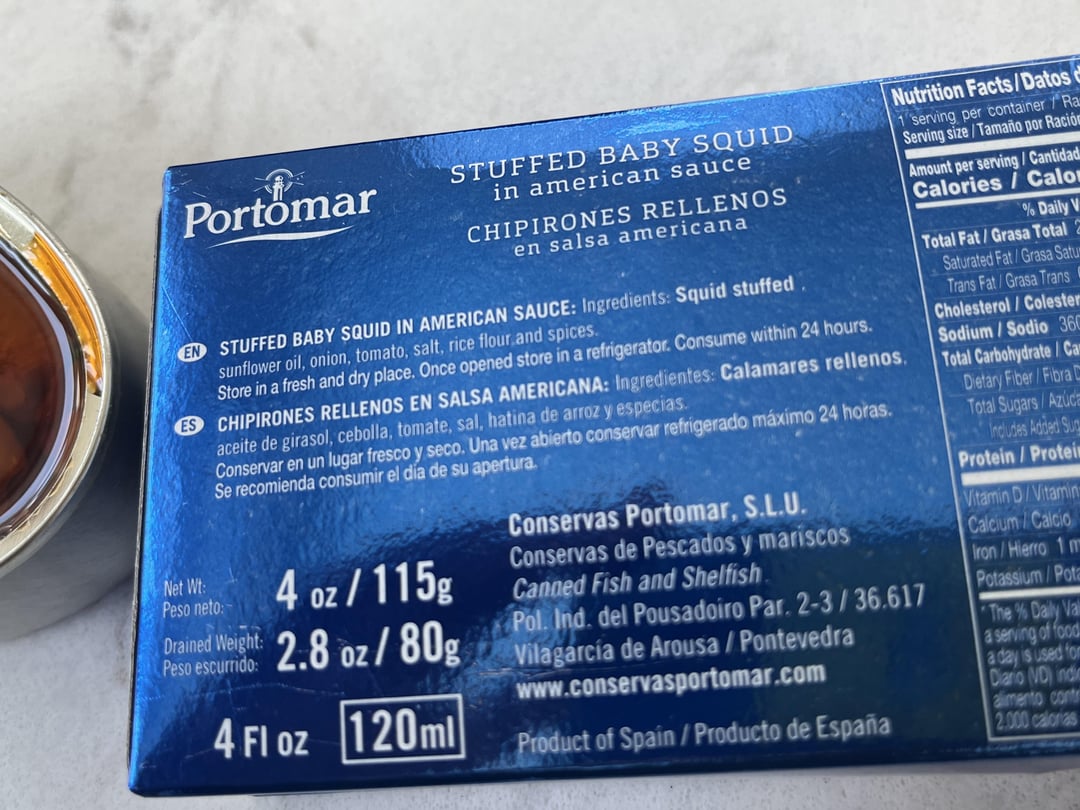 Portomar
STUFFED BABY SQUID
in american sauce
CHIPIRONES RELLENOS
en salsa americana
EN STUFFED BABY SQUID IN AMERICAN SAUCE: Ingredients: Squid stuffed .
sunflower oil, onion, tomato, salt, rice flour and spices.
Store in a fresh and dry place. Once opened store in a refrigerator. Consume within 24 hours.
ES CHIPIRONES RELLENOS EN SALSA AMERICANA: Ingredientes: Calamares rellenos.
aceite de girasol, cebolla, tomate, sal, hatina de arroz y especias.
Conservar en un lugar fresco y seco. Una vez abierto conservar refrigerado máximo 24 horas.
Se recomienda consumir el día de su apertura.
Net Wt:
Peso neto:
4 oz / 115g
Drained Weight:
Peso escurrido:
2.8 oz / 80g
4 Fl oz 120ml
Conservas Portomar, S.L.U.
Conservas de Pescados y mariscos
Canned Fish and Shelfish
Pol. Ind. del Pousadoiro Par. 2-3 / 36.617
Vilagarcía de Arousa / Pontevedra
www.conservasportomar.com
Product of Spain / Producto de España
Nutrition Facts/Datos d
1 serving per container / Ra
Serving size / Tamaño por Ración
Amount per serving / Cantidad
Calories / Calor
% Daily V
Total Fat / Grasa Total 2
Saturated Fat / Grasa Satu
Trans Fat / Grasa Trans
Cholesterol / Colester
Sodium / Sodio 360
Total Carbohydrate / Ca
Dietary Fiber / Fibra D
Total Sugars / Azúca
Includes Added Sug
Protein / Protein
Vitamin D / Vitamin
Calcium / Calcio
Iron / Hierro 1 m
Potassium / Pota
* The % Daily Va
a serving of food
a day is used for
Diario (VD) indi
alimento contr
2.000 calorías